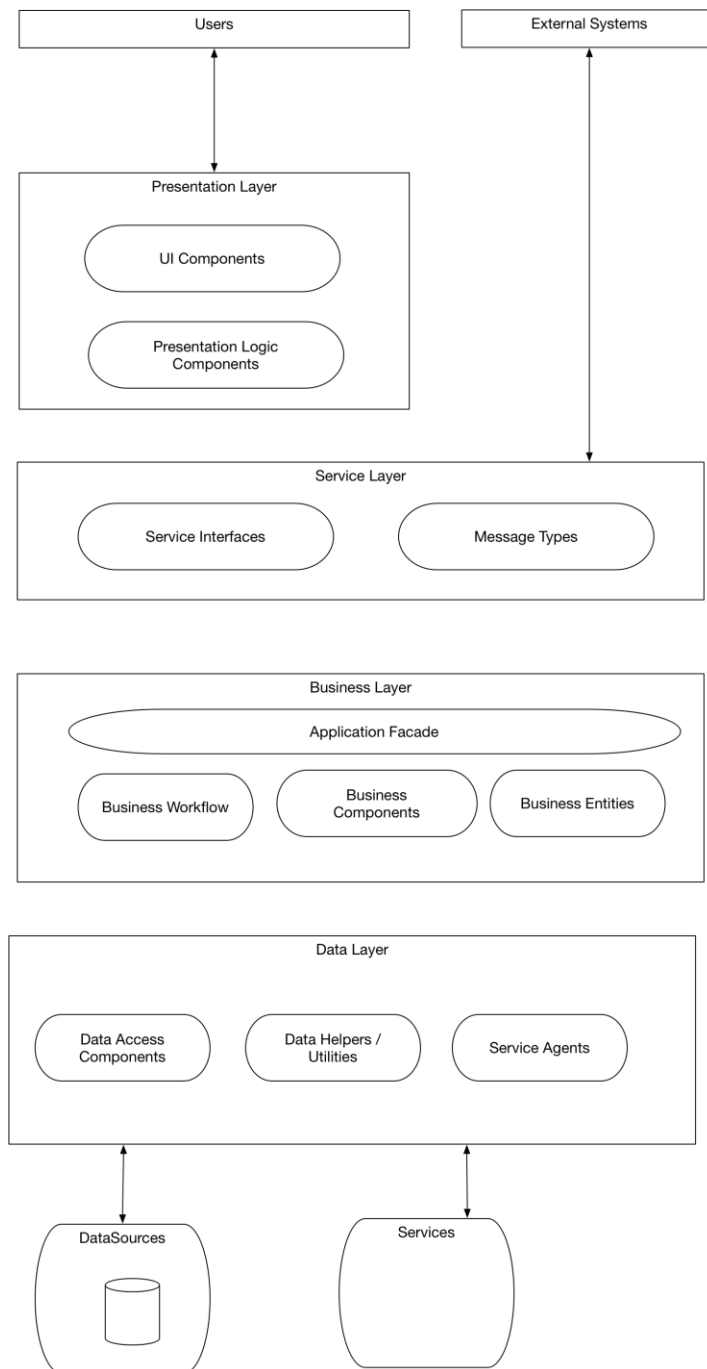 Users
External Systems
Presentation Layer
UI Components
Presentation Logic
Components
Service Layer
Service Interfaces
Message Types
Business Layer
Application Facade
Business Workflow
Business
Components
Business Entities
Data Layer
Data Access
Components
Data Helpers /
Utilities
Service Agents
DataSources
Services